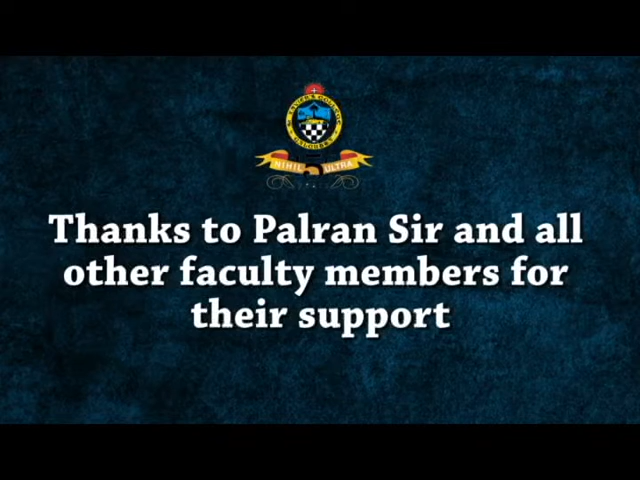 NIHIL ULTRA
Thanks to Palran Sir and all
other faculty members for
their support